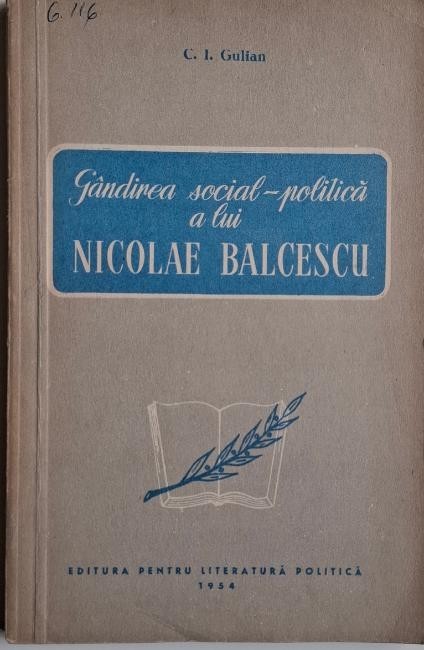 G. 116
C. I. Gulian
Gândirea social-politică
a lui
NICOLAE BALCESCU
EDITURA PENTRU LITERATURĂ POLITICĂ
1954